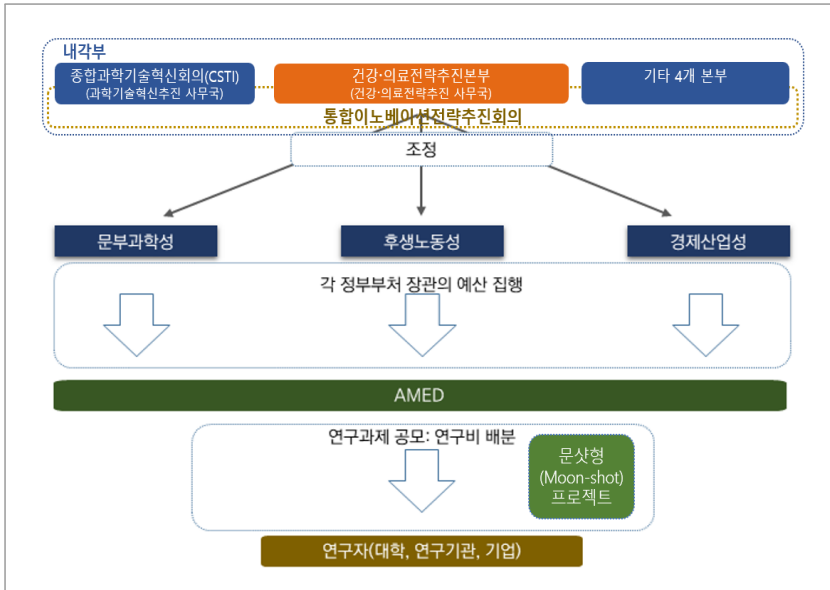 내각부
종합과학기술혁신회의(CSTI)
(과학기술혁신추진 사무국)
건강·의료전략추진본부
(건강·의료전략추진 사무국)
기타 4개 본부
통합이노베이션전략추진회의
조정
문부과학성
후생노동성
경제산업성
각 정부부처 장관의 예산 집행
AMED
연구과제 공모: 연구비 배분
문샷형
(Moon-shot)
프로젝트
연구자(대학, 연구기관, 기업)